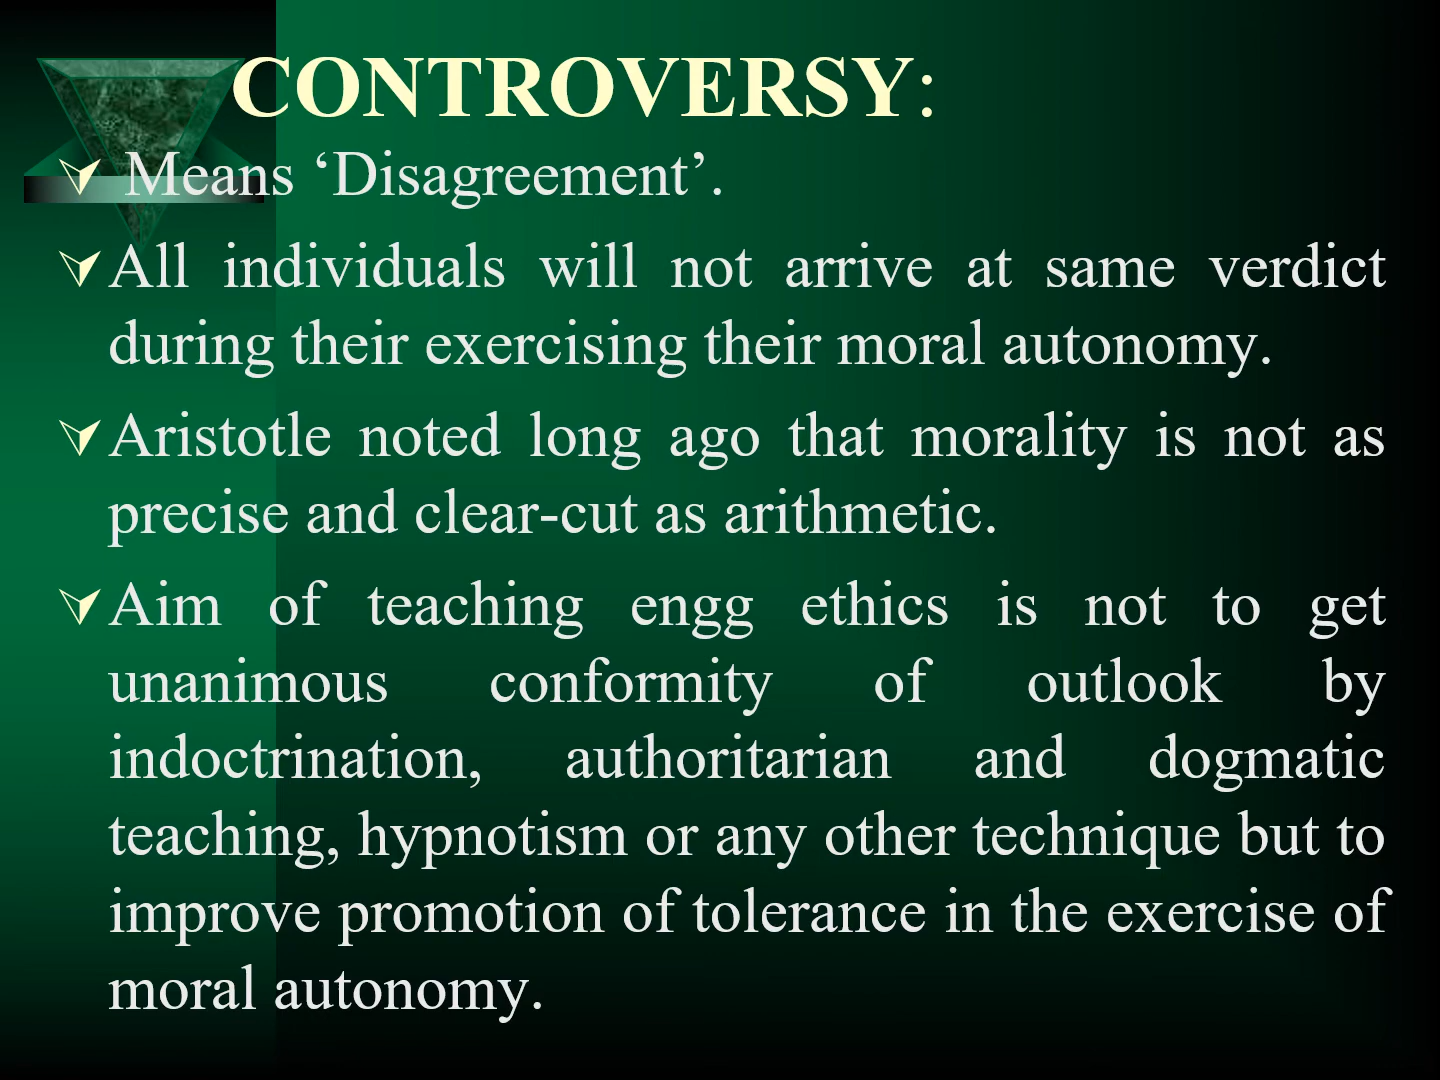 CONTROVERSY:
Means ‘Disagreement’.
All individuals will not arrive at same verdict
during their exercising their moral autonomy.
Aristotle noted long ago that morality is not as
precise and clear-cut as arithmetic.
Aim of teaching engg ethics is not to get
unanimous conformity of outlook by
indoctrination, authoritarian and dogmatic
teaching, hypnotism or any other technique but to
improve promotion of tolerance in the exercise of
moral autonomy.